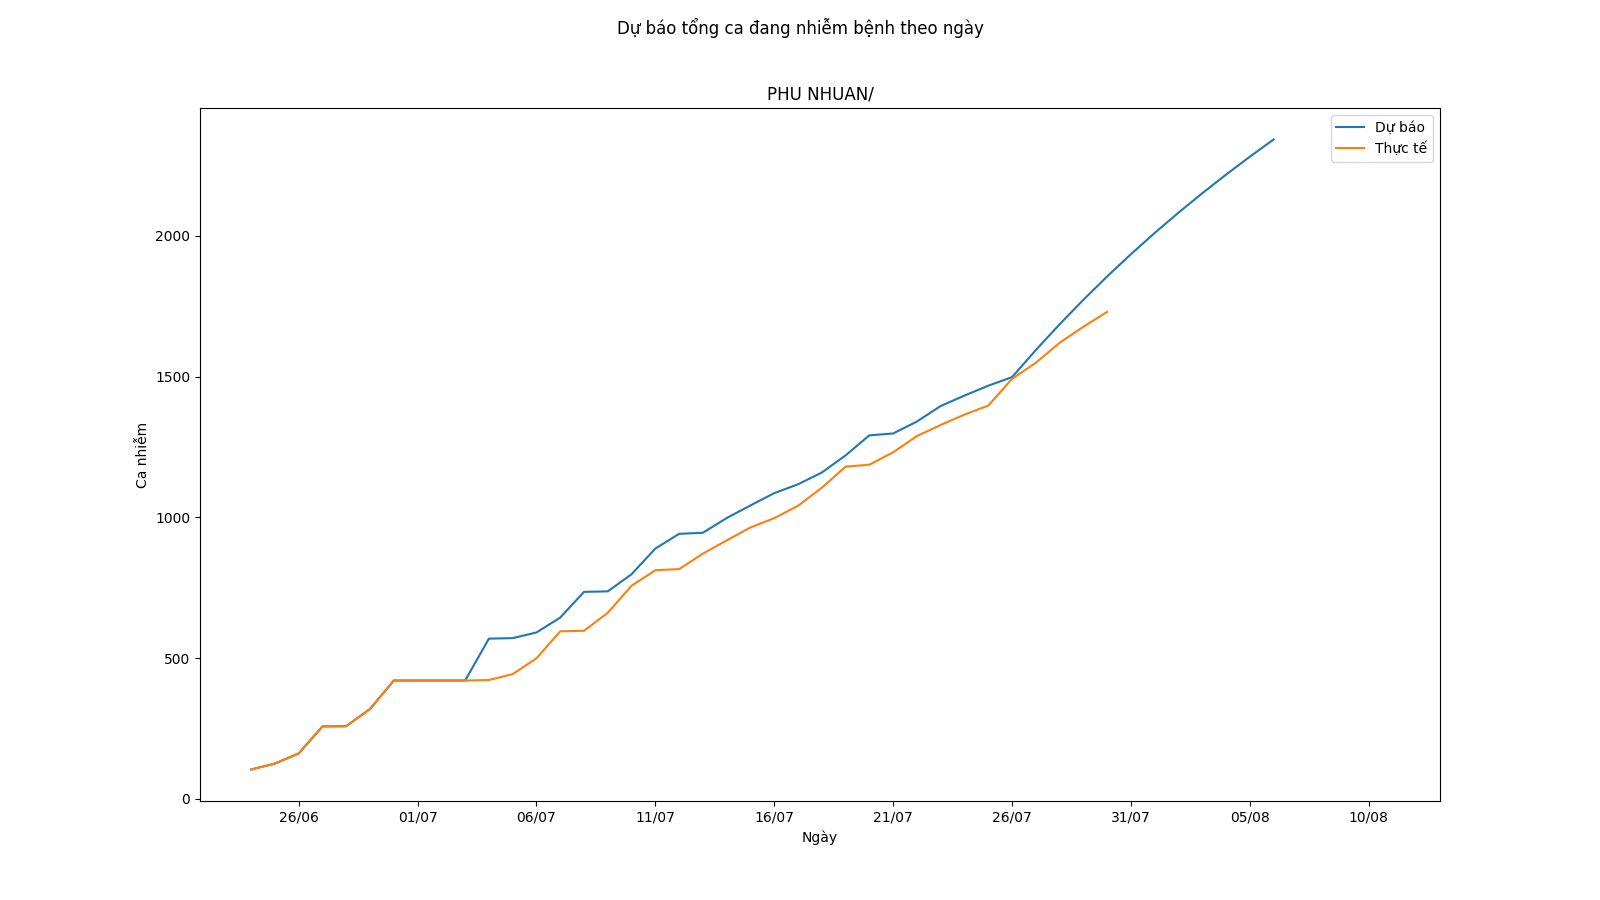 Dự báo tổng ca đang nhiễm bệnh theo ngày
PHU NHUAN/
Dự báo
Thực tế
Ca nhiễm
2000
1500
1000
500
0
26/06 01/07 06/07 11/07 16/07 21/07 26/07 31/07 05/08 10/08
Ngày